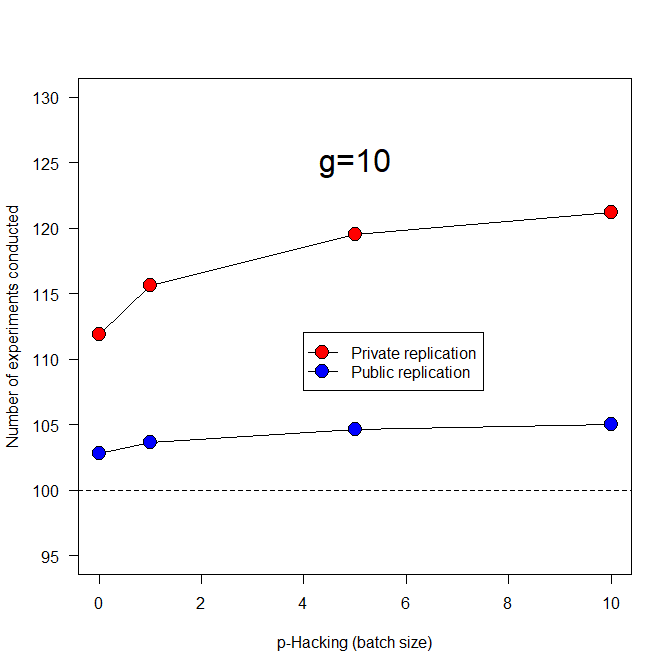 g=10
Number of experiments conducted
130
125
120
115
110
105
100
95
Private replication
Public replication
0 2 4 6 8 10
p-Hacking (batch size)